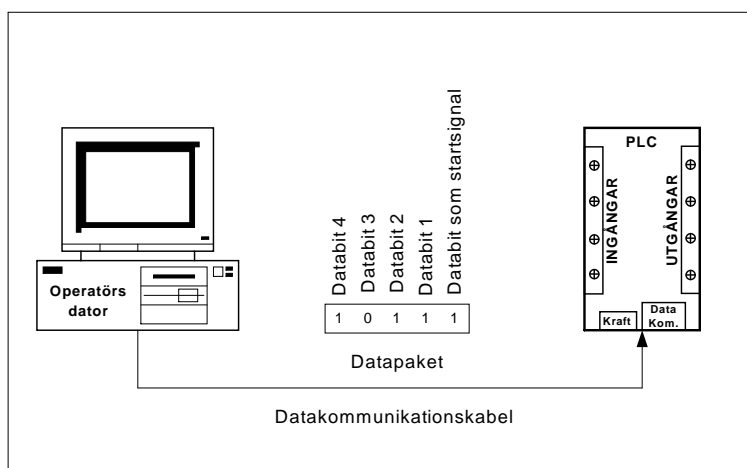 Databit 4
Databit 3
Databit 2
Databit 1
Databit som startsignal
PLC
INGÅNGAR
UTGÅNGAR
Operatörs
dator
1 0 1 1 1
Kraft
Data
Kom.
Datapaket
Datakommunikationskabel